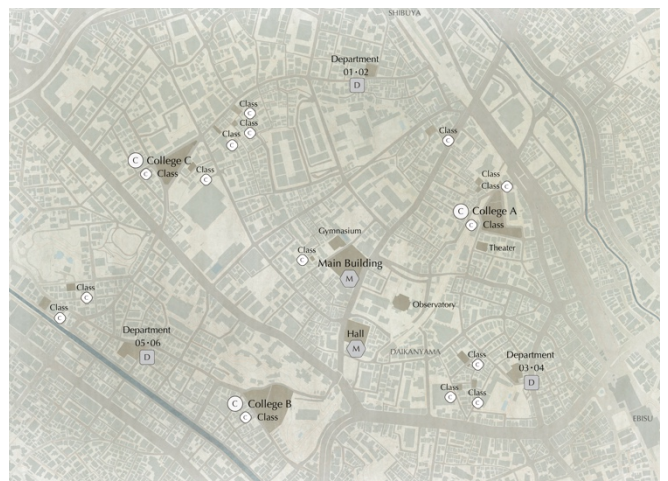 SHIBUYA
Department
01・02
D
Class
C
Class
C
Class
C
Class
C
C College C
C Class
Class
C
Class
Class C
C College A
C Class
Theater
Gymnasium
Class
C
Main Building
M
Observatory
Class
C
Class
C
Department
05・06
D
Hall
M
DAIKANYAMA
Class
C
Department
03・04
D
Class
C
Class
C
C College B
C Class
EBISU